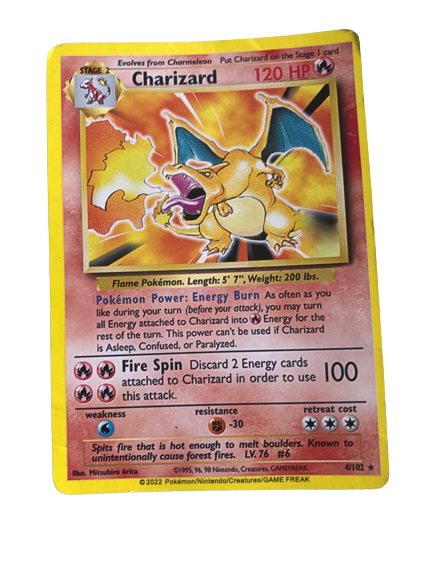 Evolves from Charmeleon Put Charizard on the Stage 1 card
STAGE 2
Charizard 120 HP
Flame Pokémon. Length: 5' 7", Weight: 200 lbs.
Pokémon Power: Energy Burn As often as you
like during your turn (before your attack), you may turn
all Energy attached to Charizard into Energy for the
rest of the turn. This power can't be used if Charizard
is Asleep, Confused, or Paralyzed.
Fire Spin Discard 2 Energy cards
attached to Charizard in order to use
this attack.
100
weakness resistance retreat cost
-30
Spits fire that is hot enough to melt boulders. Known to
unintentionally cause forest fires. LV. 76 #6
Illus. Mitsuhiro Arita ©1995, 96, 98 Nintendo, Creatures, GAMEFREAK. 4/102 ★
©2022 Pokémon/Nintendo/Creatures/GAME FREAK